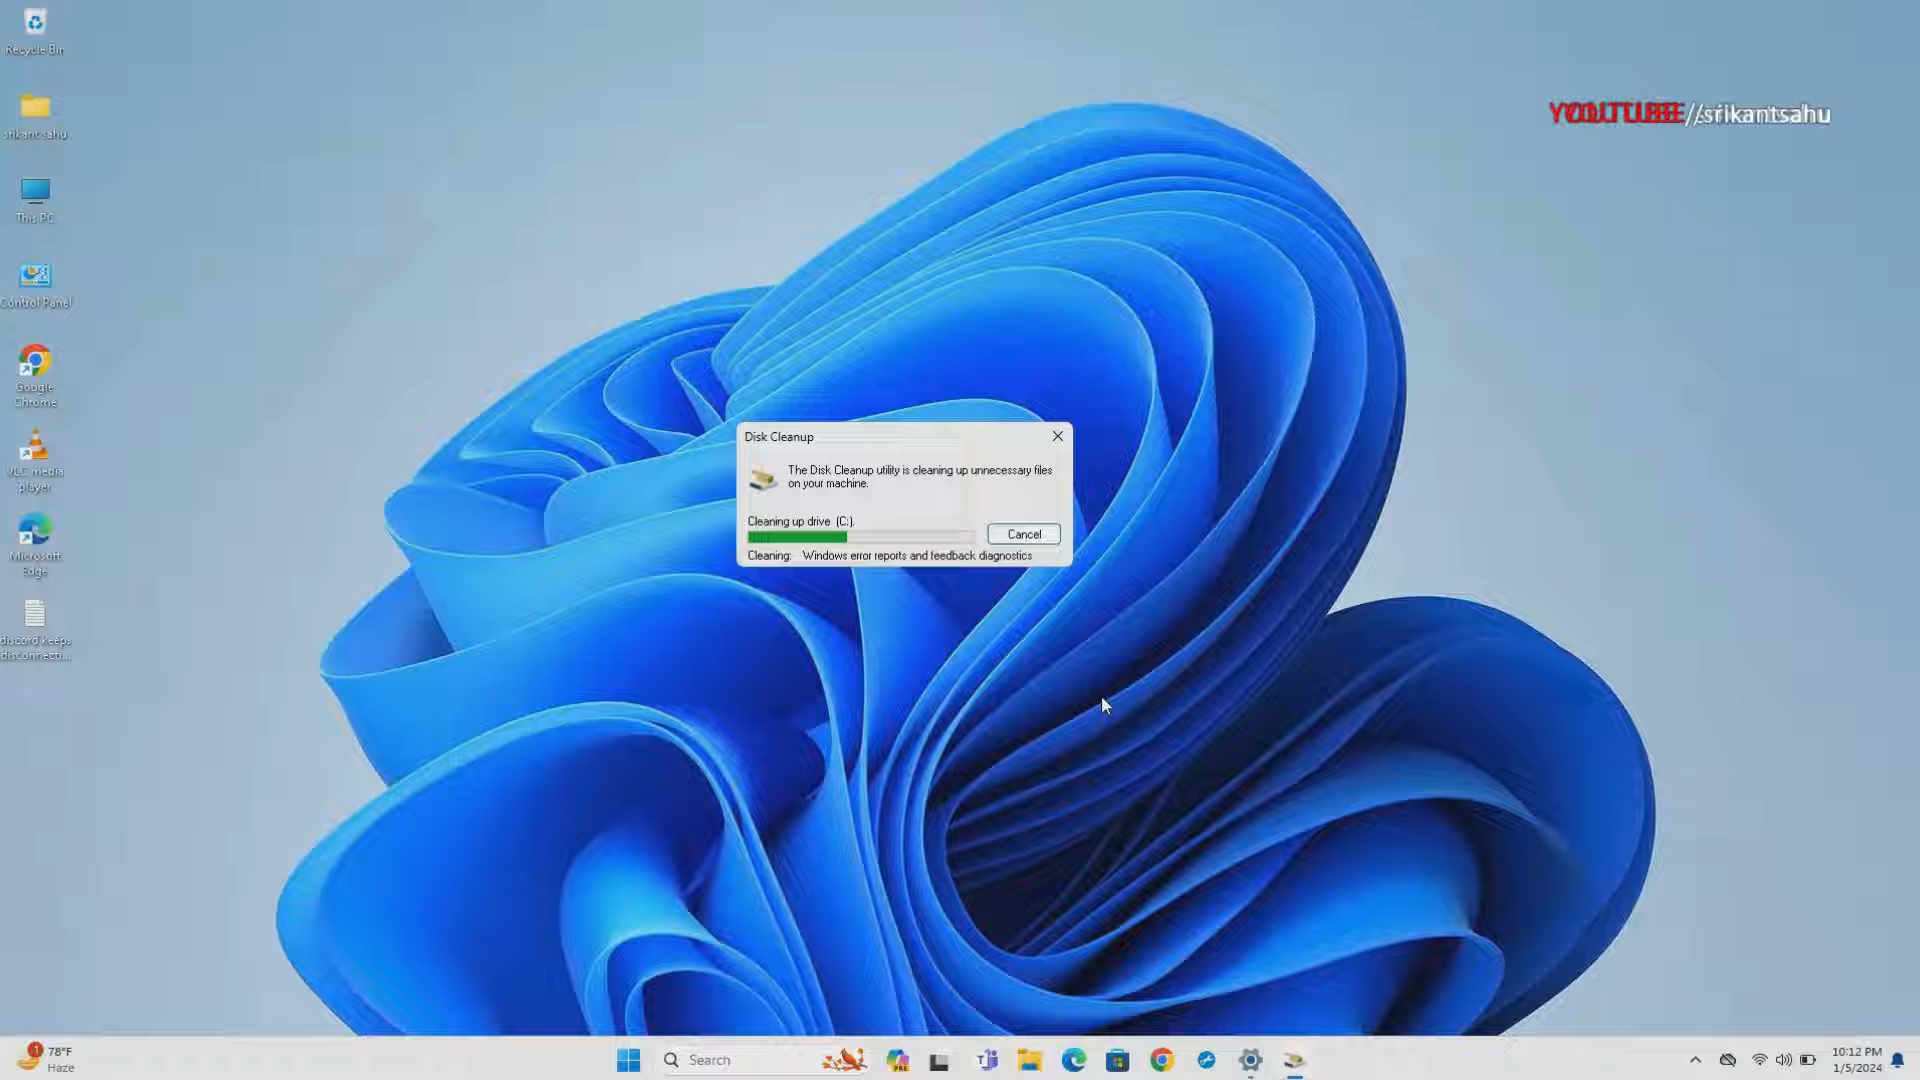 Recycle Bin
YOUTUBE//srikantsahu
srikantsahu
This PC
Control Panel
Google
Chrome
Disk Cleanup
The Disk Cleanup utility is cleaning up unnecessary files
on your machine.
Cleaning up drive (C:).
Cancel
Cleaning: Windows error reports and feedback diagnostics
VLC media
player
Microsoft
Edge
discord keeps
disconnecti...
1
78°F
Haze
Search
PRE
10:12 PM
1/5/2024